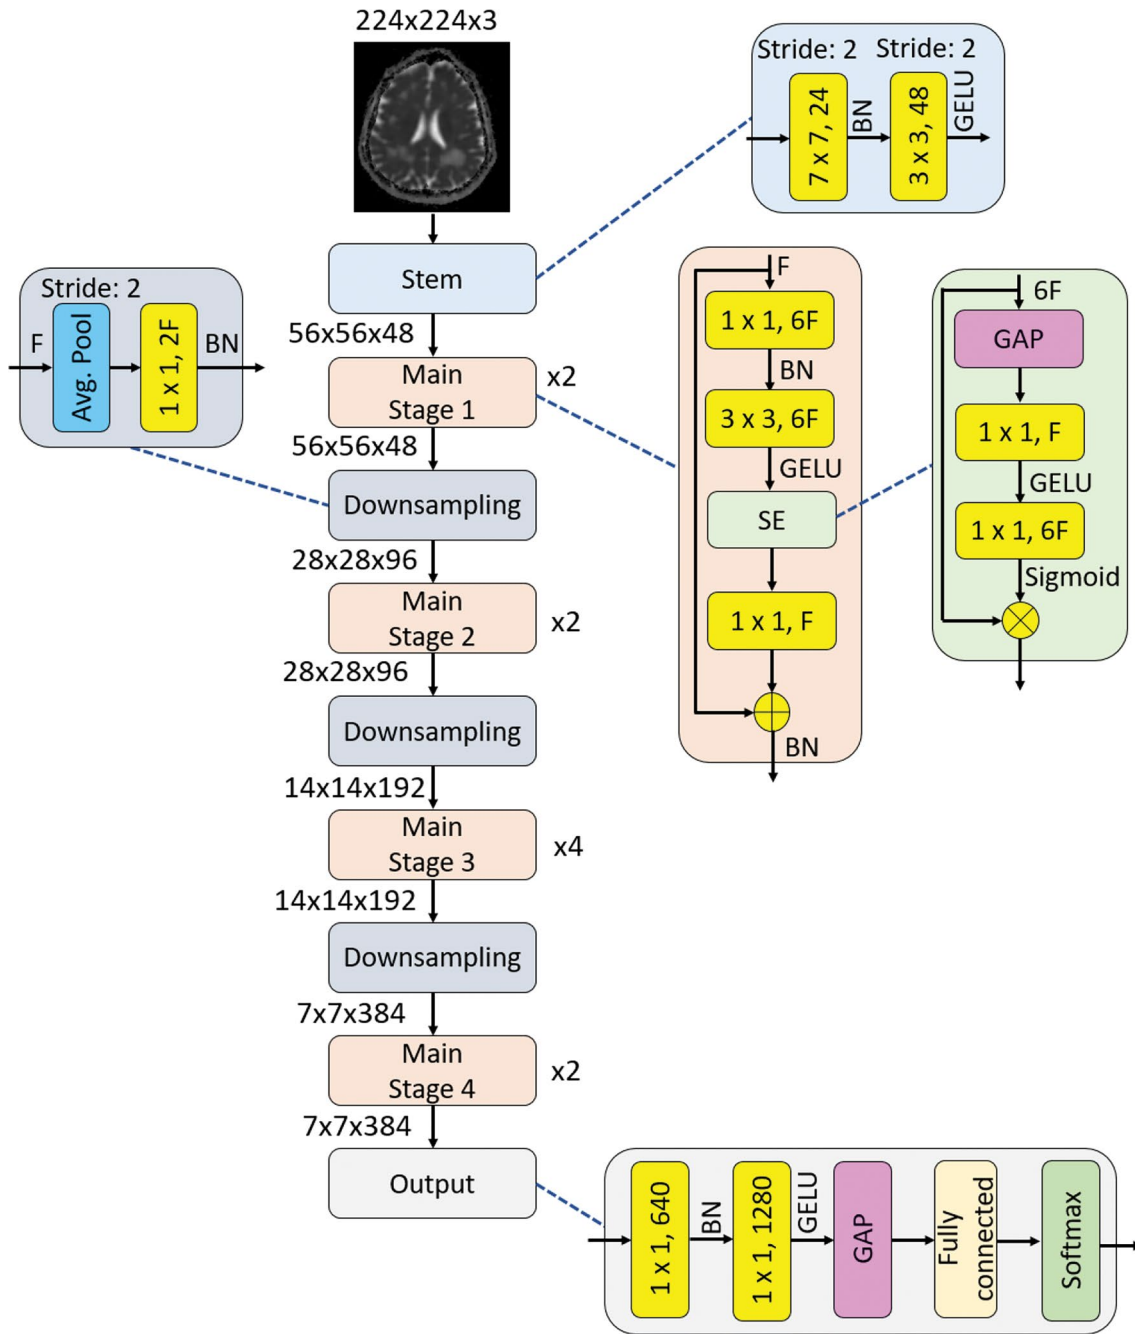 224x224x3
Stride: 2 Stride: 2
7 x 7, 24
BN
3 x 3, 48
GELU
Stem
Stride: 2
F
Avg. Pool
1 x 1, 2F
BN
56x56x48
Main
Stage 1
x2
56x56x48
Downsampling
28x28x96
Main
Stage 2
x2
28x28x96
Downsampling
14x14x192
Main
Stage 3
x4
14x14x192
Downsampling
7x7x384
Main
Stage 4
x2
7x7x384
Output
F
1 x 1, 6F
BN
3 x 3, 6F
GELU
SE
1 x 1, F
BN
6F
GAP
1 x 1, F
GELU
1 x 1, 6F
Sigmoid
1 x 1, 640
BN
1 x 1, 1280
GELU
GAP
Fully
connected
Softmax